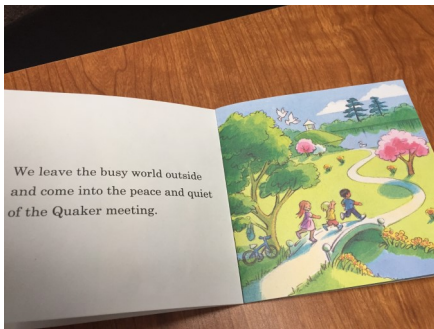 We leave the busy world outside
and come into the peace and quiet
of the Quaker meeting.